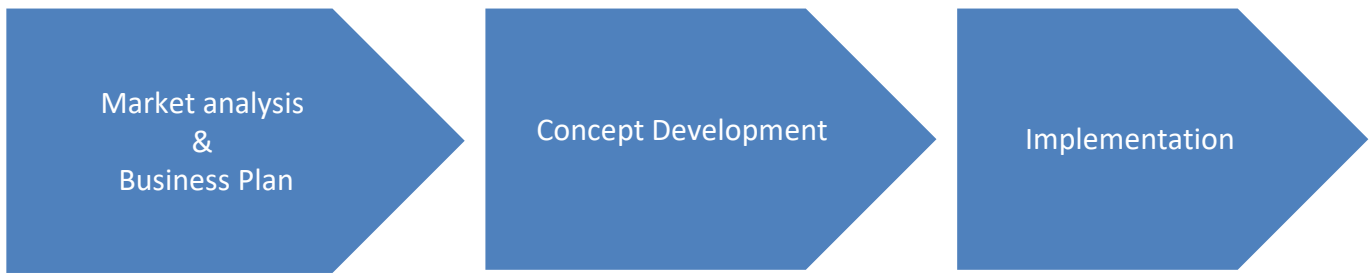 Market analysis
&
Business Plan
Concept Development
Implementation